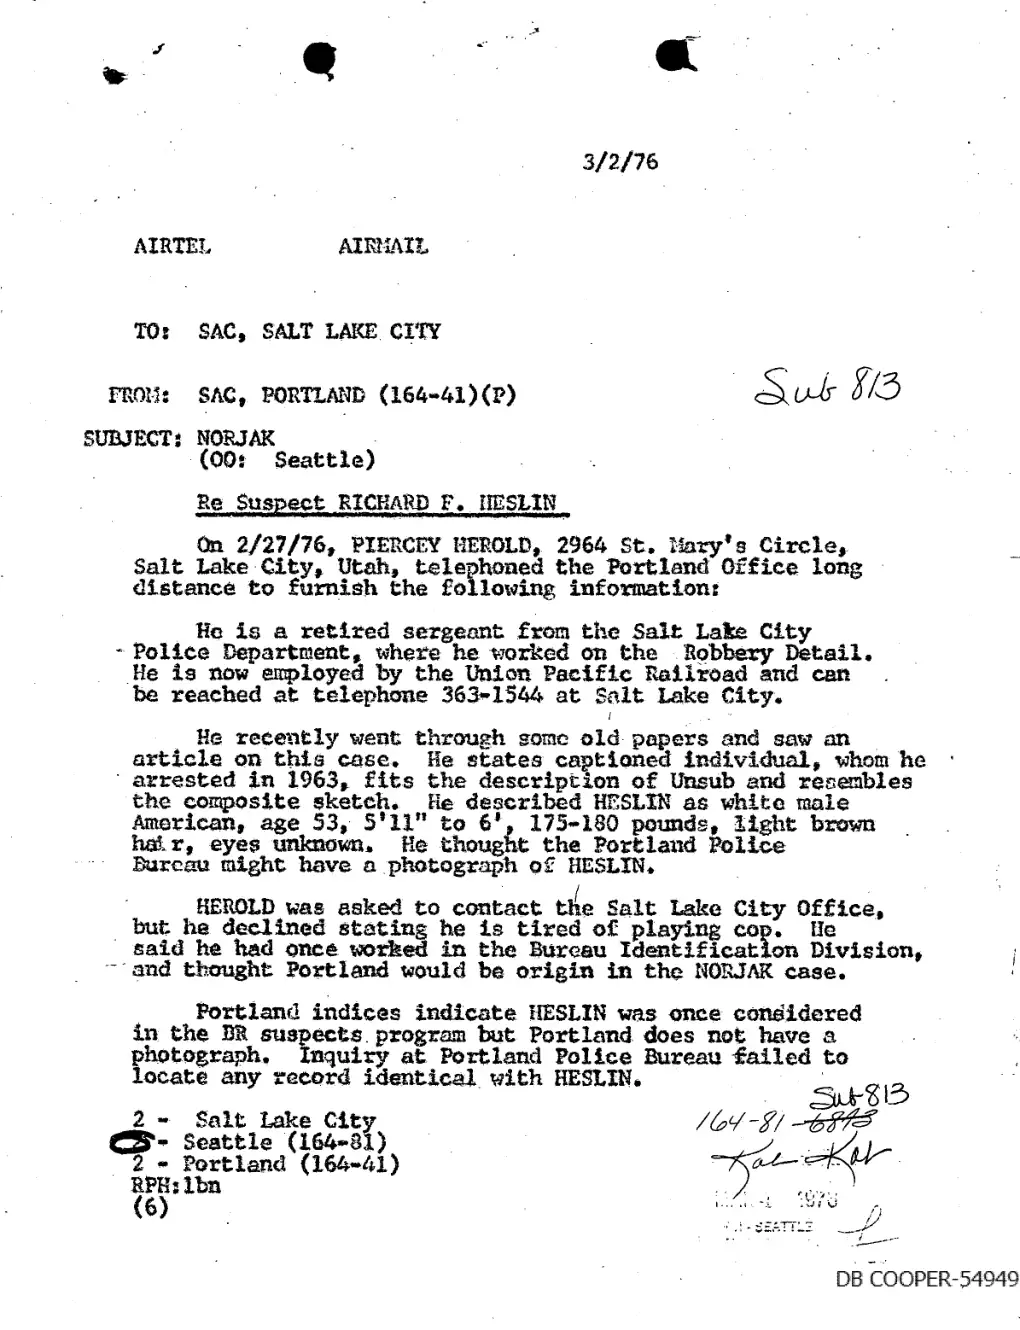 3/2/76
AIRTEL AIRMAIL
TO: SAC, SALT LAKE CITY
FROM: SAC, PORTLAND (164-41)(P)
Sub 813
SUBJECT: NORJAK
(OO: Seattle)
Re Suspect RICHARD F. HESLIN
On 2/27/76, PIERCEY HEROLD, 2964 St. Mary's Circle,
Salt Lake City, Utah, telephoned the Portland Office long
distance to furnish the following information:
He is a retired sergeant from the Salt Lake City
Police Department, where he worked on the Robbery Detail.
He is now employed by the Union Pacific Railroad and can
be reached at telephone 363-1544 at Salt Lake City.
He recently went through some old papers and saw an
article on this case. He states captioned individual, whom he
arrested in 1963, fits the description of Unsub and resembles
the composite sketch. He described HESLIN as white male
American, age 53, 5'11" to 6', 175-180 pounds, light brown
hair, eyes unknown. He thought the Portland Police
Bureau might have a photograph of HESLIN.
HEROLD was asked to contact the Salt Lake City Office,
but he declined stating he is tired of playing cop. He
said he had once worked in the Bureau Identification Division,
and thought Portland would be origin in the NORJAK case.
Portland indices indicate HESLIN was once considered
in the BR suspects program but Portland does not have a
photograph. Inquiry at Portland Police Bureau failed to
locate any record identical with HESLIN.
Sub 813
2 - Salt Lake City
164-81-
- Seattle (164-81)
2 - Portland (164-41)
RPH:lbn
(6)
SEATTLE
DB COOPER-54949